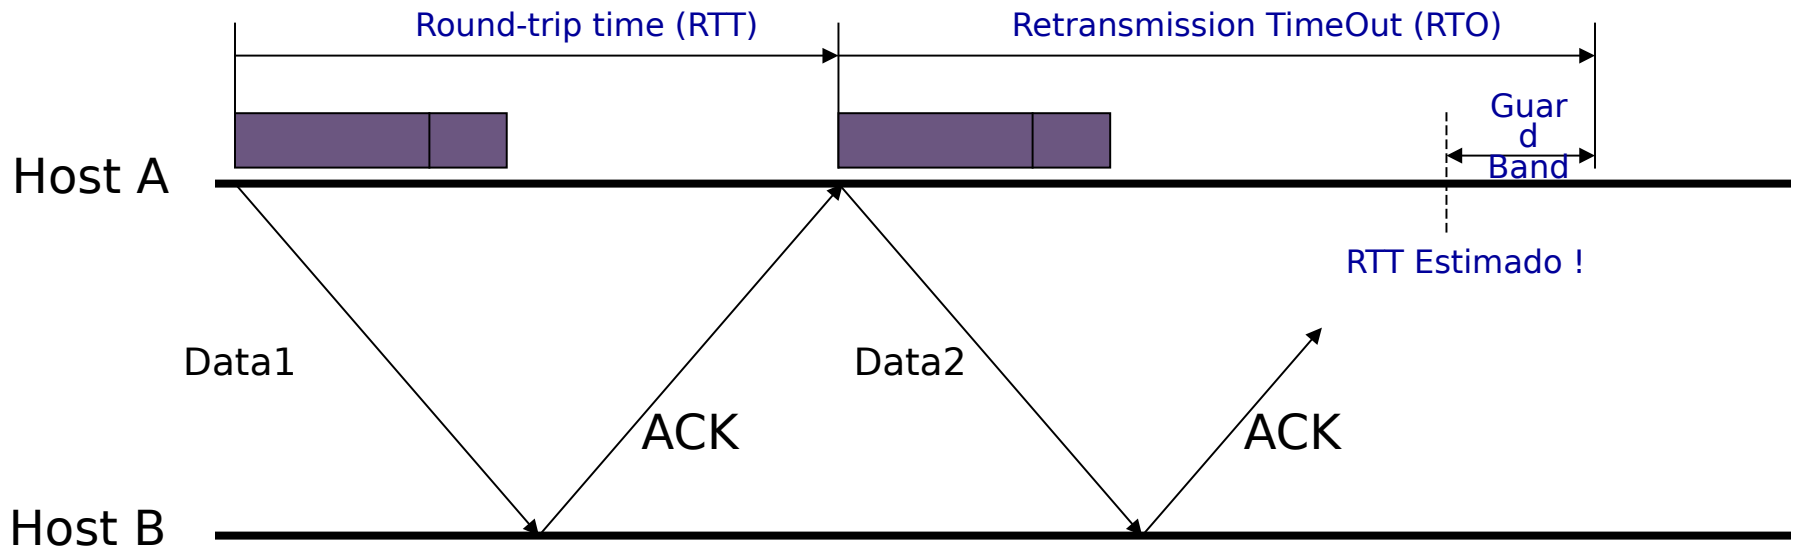 Round-trip time (RTT)
Retransmission TimeOut (RTO)
Guar
d
Band
Host A
RTT Estimado !
Data1
Data2
ACK
ACK
Host B